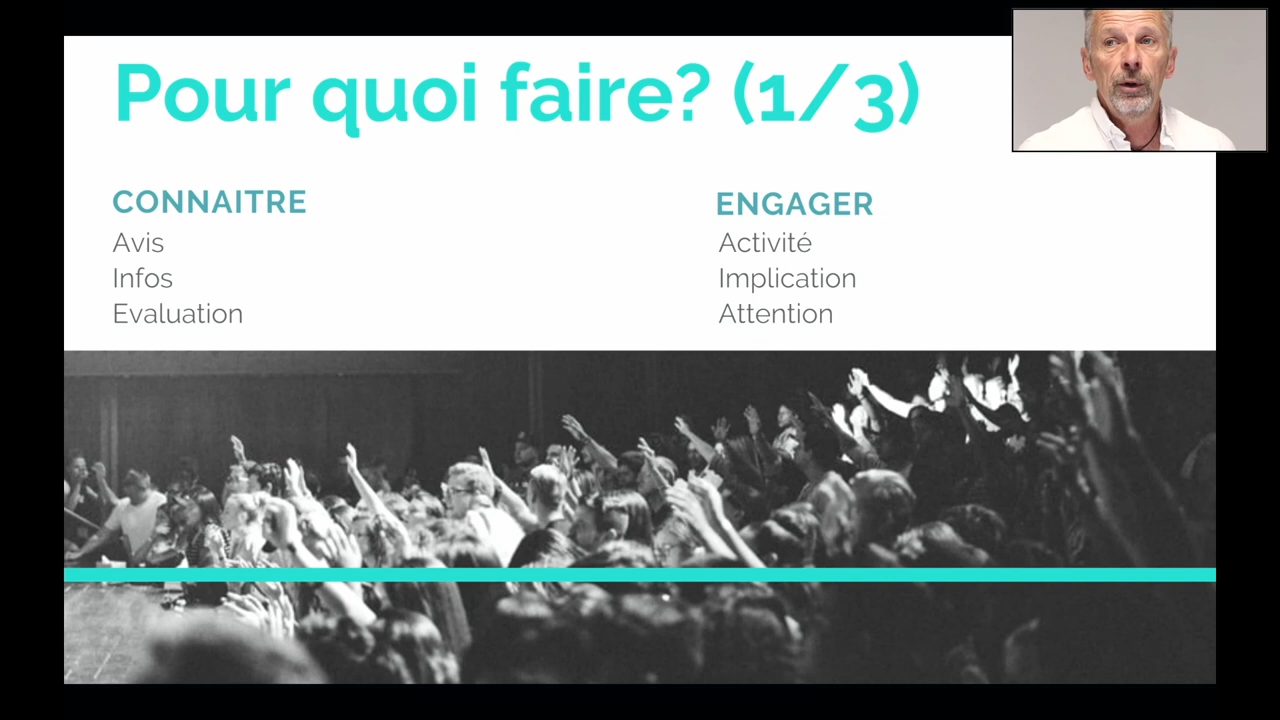 Pour quoi faire? (1/3)
CONNAITRE
Avis
Infos
Evaluation
ENGAGER
Activité
Implication
Attention